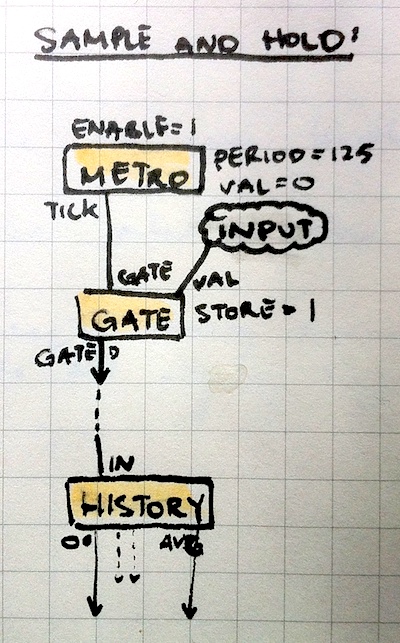 SAMPLE AND HOLD'
ENABLE=1
METRO
PERIOD=125
VAL=0
TICK
INPUT
GATE
VAL
GATE
STORE=1
GATED
IN
HISTORY
00
AVG